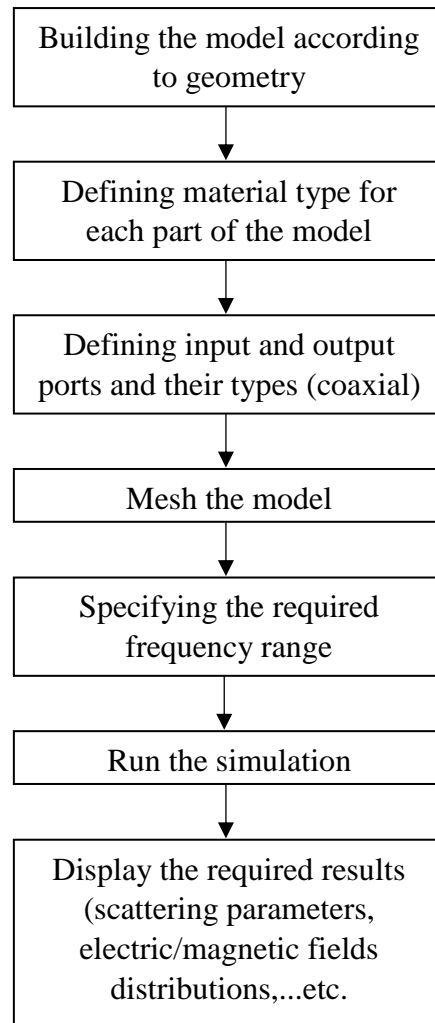 Building the model according
to geometry
Defining material type for
each part of the model
Defining input and output
ports and their types (coaxial)
Mesh the model
Specifying the required
frequency range
Run the simulation
Display the required results
(scattering parameters,
electric/magnetic fields
distributions,...etc.